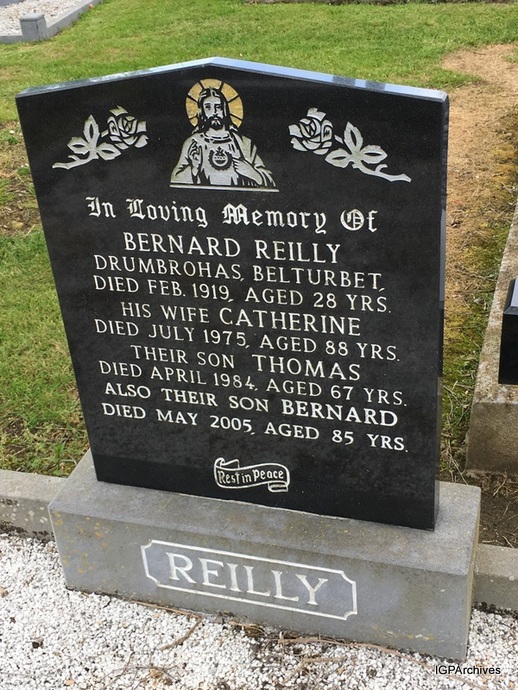 In Loving Memory Of
BERNARD REILLY
DRUMBROHAS, BELTURBET,
DIED FEB. 1919, AGED 28 YRS.
HIS WIFE CATHERINE
DIED JULY 1975, AGED 88 YRS.
THEIR SON THOMAS
DIED APRIL 1984, AGED 67 YRS.
ALSO THEIR SON BERNARD
DIED MAY 2005, AGED 85 YRS.
Rest in Peace
REILLY
IGPArchives